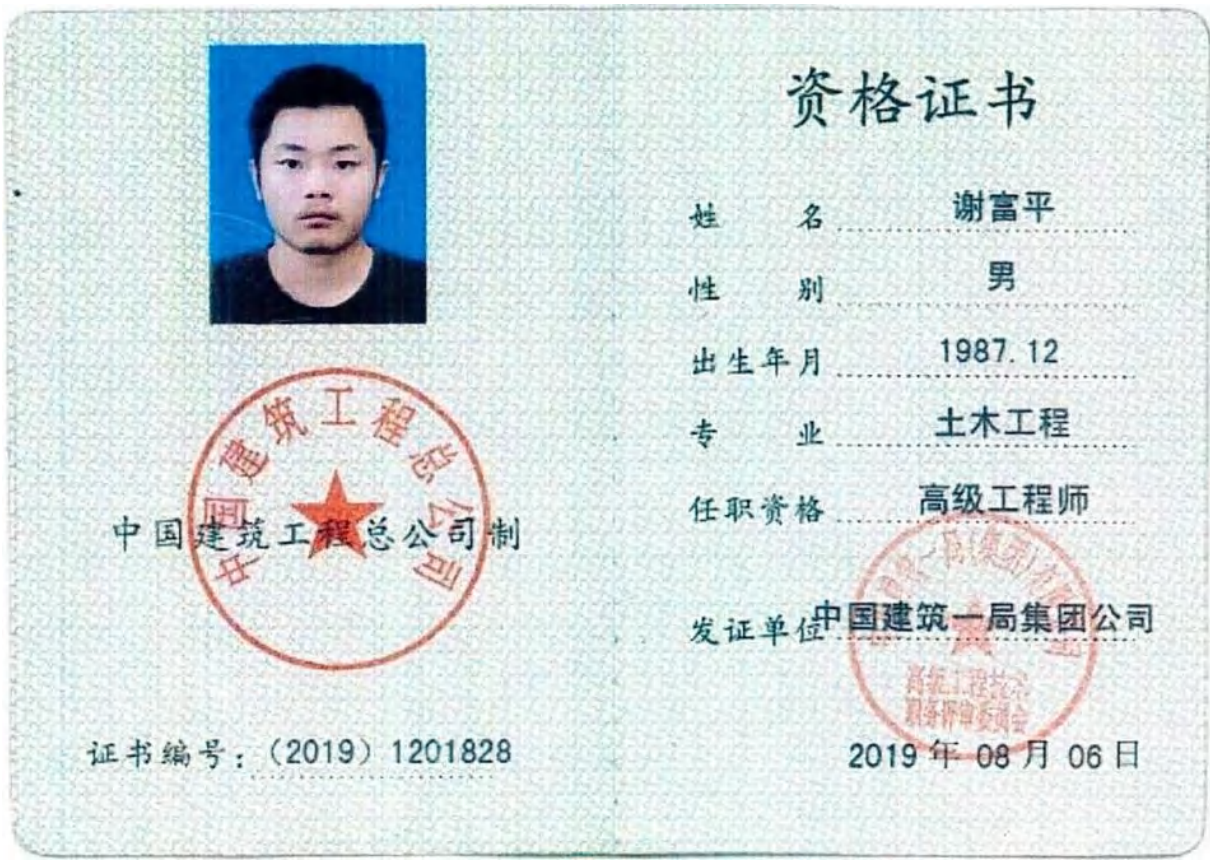 中国建筑工程总公司
中国建筑工程总公司制
证书编号：（2019）1201828
资格证书
姓 名 谢富平
性 别 男
出生年月 1987.12
专 业 土木工程
任职资格 高级工程师
发证单位 中国建筑一局集团公司
高级工程技术
职务评审委员会
2019 年 08 月 06 日